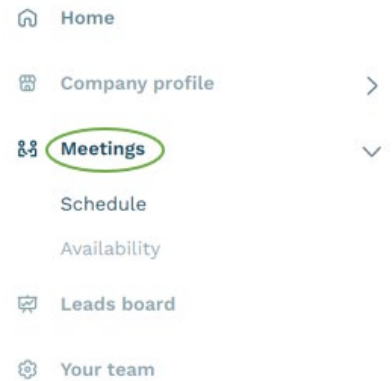 Home
Company profile
Meetings
Schedule
Availability
Leads board
Your team